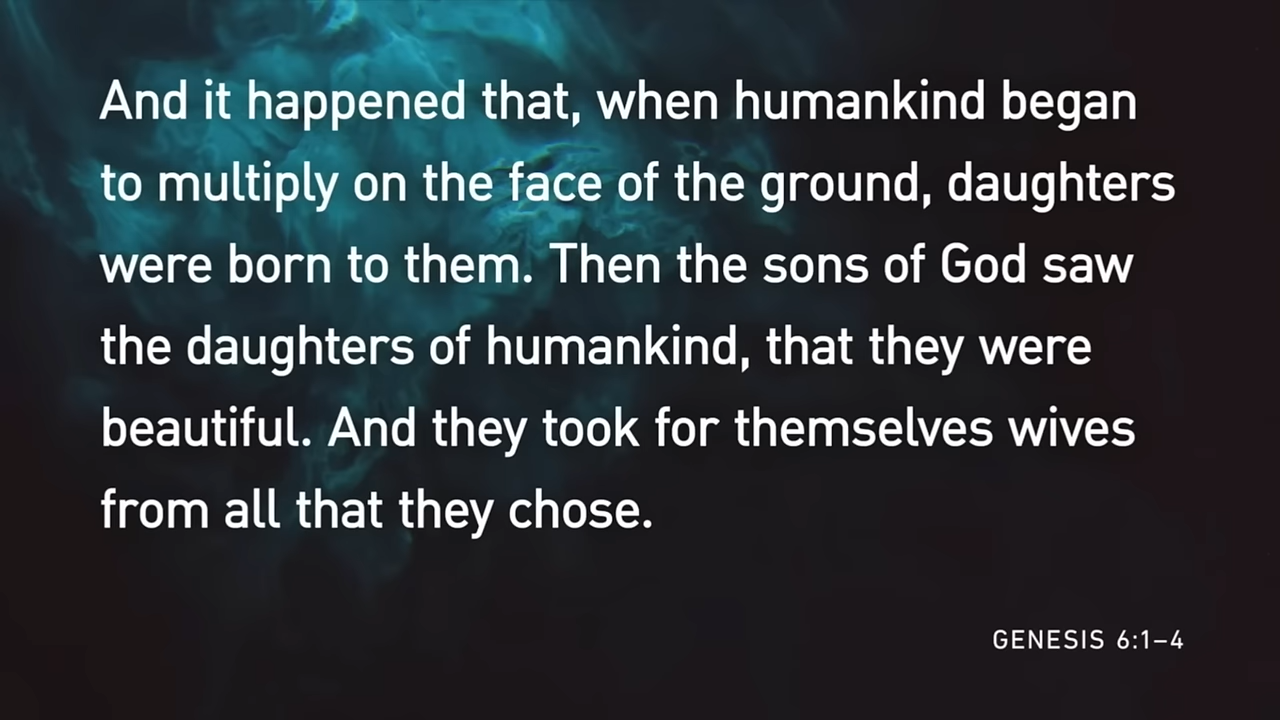 And it happened that, when humankind began
to multiply on the face of the ground, daughters
were born to them. Then the sons of God saw
the daughters of humankind, that they were
beautiful. And they took for themselves wives
from all that they chose.
GENESIS 6:1–4